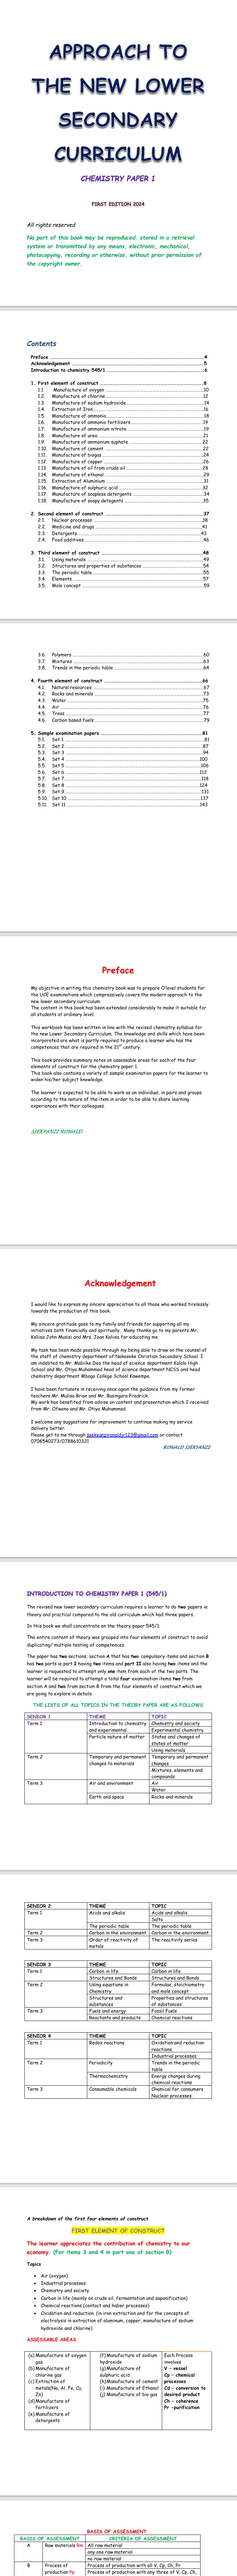 APPROACH TO
THE NEW LOWER
SECONDARY
CURRICULUM
CHEMISTRY PAPER 1
FIRST EDITION 2024
All rights reserved
No part of this book may be reproduced, stored in a retrieval
system or transmitted by any means, electronic, mechanical,
photocopying, recording or otherwise, without prior permission of
the copyright owner.
Contents
Preface ...4
Acknowledgement ...5
Introduction to chemistry 545/1 ...6
1. First element of construct ...8
1.1. Manufacture of oxygen ...10
1.2. Manufacture of chlorine...12
1.3. Manufacture of sodium hydroxide...14
1.4. Extraction of Iron...16
1.5. Manufacture of ammonia...18
1.6. Manufacture of ammonia fertilizers...19
1.7. Manufacture of ammonium nitrate ...19
1.8. Manufacture of urea ...21
1.9. Manufacture of ammonium suphate ...22
1.10. Manufacture of cement ...22
1.11. Manufacture of biogas ...24
1.12. Manufacture of copper ...26
1.13. Manufacture of oil from crude oil ...28
1.14. Manufacture of ethanol ...29
1.15. Extraction of Aluminium ...31
1.16. Manufacture of sulphuric acid ...32
1.17. Manufacture of soapless detergents ...34
1.18. Manufacture of soapy detegents ...35
2. Second element of construct ...37
2.1. Nuclear processes ...38
2.2. Medicine and drugs ...41
2.3. Detergents ...43
2.4. Food additives ...46
3. Third element of construct ...48
3.1. Using materials ...49
3.2. Structures and properties of substances ...54
3.3. The periodic table ...55
3.4. Elements ...57
3.5. Mole concept ...59
3.6. Polymers ...60
3.7. Mixtures ...63
3.8. Trends in the periodic table ...64
4. Fourth element of construct ...66
4.1. Natural resources ...67
4.2. Rocks and minerals ...73
4.3. Water ...75
4.4. Air ...76
4.5. Trees ...77
4.6. Carbon based fuels ...79
5. Sample examination papers ...81
5.1. Set 1 ...81
5.2. Set 2 ...87
5.3. Set 3 ...94
5.4. Set 4 ...100
5.5. Set 5 ...106
5.6. Set 6 ...112
5.7. Set 7 ...118
5.8. Set 8 ...124
5.9. Set 9 ...131
5.10. Set 10 ...137
5.11. Set 11 ...143
Preface
My objective in writing this chemistry book was to prepare O'level students for
the UCE examinations which compressively covers the modern approach to the
new lower secondary curriculum.
The content in this book has been extended considerably to make it suitable for
all students at ordinary level.
This workbook has been written in line with the revised chemistry syllabus for
the new Lower Secondary Curriculum. The knowledge and skills which have been
incorporated are what is partly required to produce a learner who has the
competences that are required in the 21st century.
This book provides summary notes on assessable areas for each of the four
elements of construct for the chemistry paper 1.
This book also contains a variety of sample examination papers for the learner to
widen his/her subject knowledge.
The learner is expected to be able to work as an individual, in pairs and groups
according to the nature of the item in order to be able to share learning
experiences with their colleagues.
SSEKYANZI RONALD
Acknowledgement
I would like to express my sincere appreciation to all those who worked tirelessly
towards the production of this book.
My sincere gratitude goes to my family and friends for supporting all my
initiatives both financially and spiritually. Many thanks go to my parents Mr.
Kaliisa John Muasi and Mrs. Joan Kaliisa for educating me.
My task has been made possible through my being able to draw on the counsel of
the staff of chemistry department of Nakaseke Christian Secondary School. I
am indebted to Mr. Mabiike Dao the head of science department Kololo High
School and Mr. Otiya Muhammad head of science department NCSS and head
chemistry department Mbogo College School Kawempe.
I have been fortunate in receiving once again the guidance from my former
teachers Mr. Muliso Brian and Mr. Basingura Fredrick.
My work has benefited from advice on content and presentation which I received
from Mr. Ofwono and Mr. Otiya Muhammad.
I welcome any suggestions for improvement to continue making my service
delivery better.
Please get to me through ssekyanzironaldjr123@gmail.com or contact
0708540273/0788610321
RONALD SSEKYANZI
INTRODUCTION TO CHEMISTRY PAPER 1 (545/1)
The revised new lower secondary curriculum requires a learner to do two papers ie
theory and practical compared to the old curriculum which had three papers.
In this book we shall concentrate on the theory paper 545/1.
The entire content of theory was grouped into four elements of construct to avoid
duplicating/ multiple testing of competences.
The paper has two sections: section A that has two compulsory items and section B
has two parts ie part I having two items and part II also having two items and the
learner is requested to attempt only one item from each of the two parts. The
learner will be required to attempt a total four examination items two from
section A and two from section B from the four elements of construct which we
are going to explore in details.
THE LISTS OF ALL TOPICS IN THE THEORY PAPER ARE AS FOLLOWS
SENIOR 1 THEME TOPIC
Term 1 Introduction to chemistry and experimental Chemistry and society
Experimental chemistry
Particle nature of matter States and changes of states of matter
Using materials
Term 2 Temporary and permanent changes to materials Temporary and permanent changes
Mixtures, elements and compounds
Term 3 Air and environment Air
Water
Earth and space Rocks and minerals
SENIOR 2 THEME TOPIC
Term 1 Acids and alkalis Acids and alkalis
Salts
The periodic table The periodic table
Term 2 Carbon in the environment Carbon in the environment
Term 3 Order of reactivity of metals The reactivity series
SENIOR 3 THEME TOPIC
Term 1 Carbon in life Carbon in life
Structures and Bonds Structures and Bonds
Term 2 Using equations in Chemistry Formulae, stoichiometry and mole concept
Structures and substances Properties and structures of substances
Term 3 Fuels and energy Fossil Fuels
Reactants and products Chemical reactions
SENIOR 4 THEME TOPIC
Term 1 Redox reactions Oxidation and reduction reactions
Industrial processes
Term 2 Periodicity Trends in the periodic table
Thermochemistry Energy changes during chemical reactions
Term 3 Consumable chemicals Chemical for consumers
Nuclear processes.
A breakdown of the first four elements of construct
FIRST ELEMENT OF CONSTRUCT
The learner appreciates the contribution of chemistry to our
economy. (For items 3 and 4 in part one of section B)
Topics
• Air (oxygen)
• Industrial processes
• Chemistry and society
• Carbon in life (mainly on crude oil, fermentation and saponification)
• Chemical reactions (contact and haber processes)
• Oxidation and reduction. (in iron extraction and for the concepts of
electrolysis in extraction of aluminum, copper, manufacture of sodium
hydroxide and chlorine)
ASSESSABLE AREAS
(a) Manufacture of oxygen gas
(b) Manufacture of chlorine gas
(c) Extraction of metals(Na, Al, Fe, Cu, Zn)
(d) Manufacture of fertilizers
(e) Manufacture of detergents
(f) Manufacture of sodium hydroxide
(g) Manufacture of sulphuric acid
(h) Manufacture of cement
(i) Manufacture of Ethanol
(j) Manufacture of bio gas
Each Process involves
V – vessel
Cp – chemical processes
Cd – conversion to desired product
Ch – coherence
Pr -purification
BASIS OF ASSESSMENT
BASIS OF ASSESSMENT CRITERIA OF ASSESSMENT
A Raw materials Rm All raw material
any one raw material
no raw material
B Process of production Pp Process of production with all V, Cp, Ch, Pr
Process of production with any three of V, Cp, Ch,